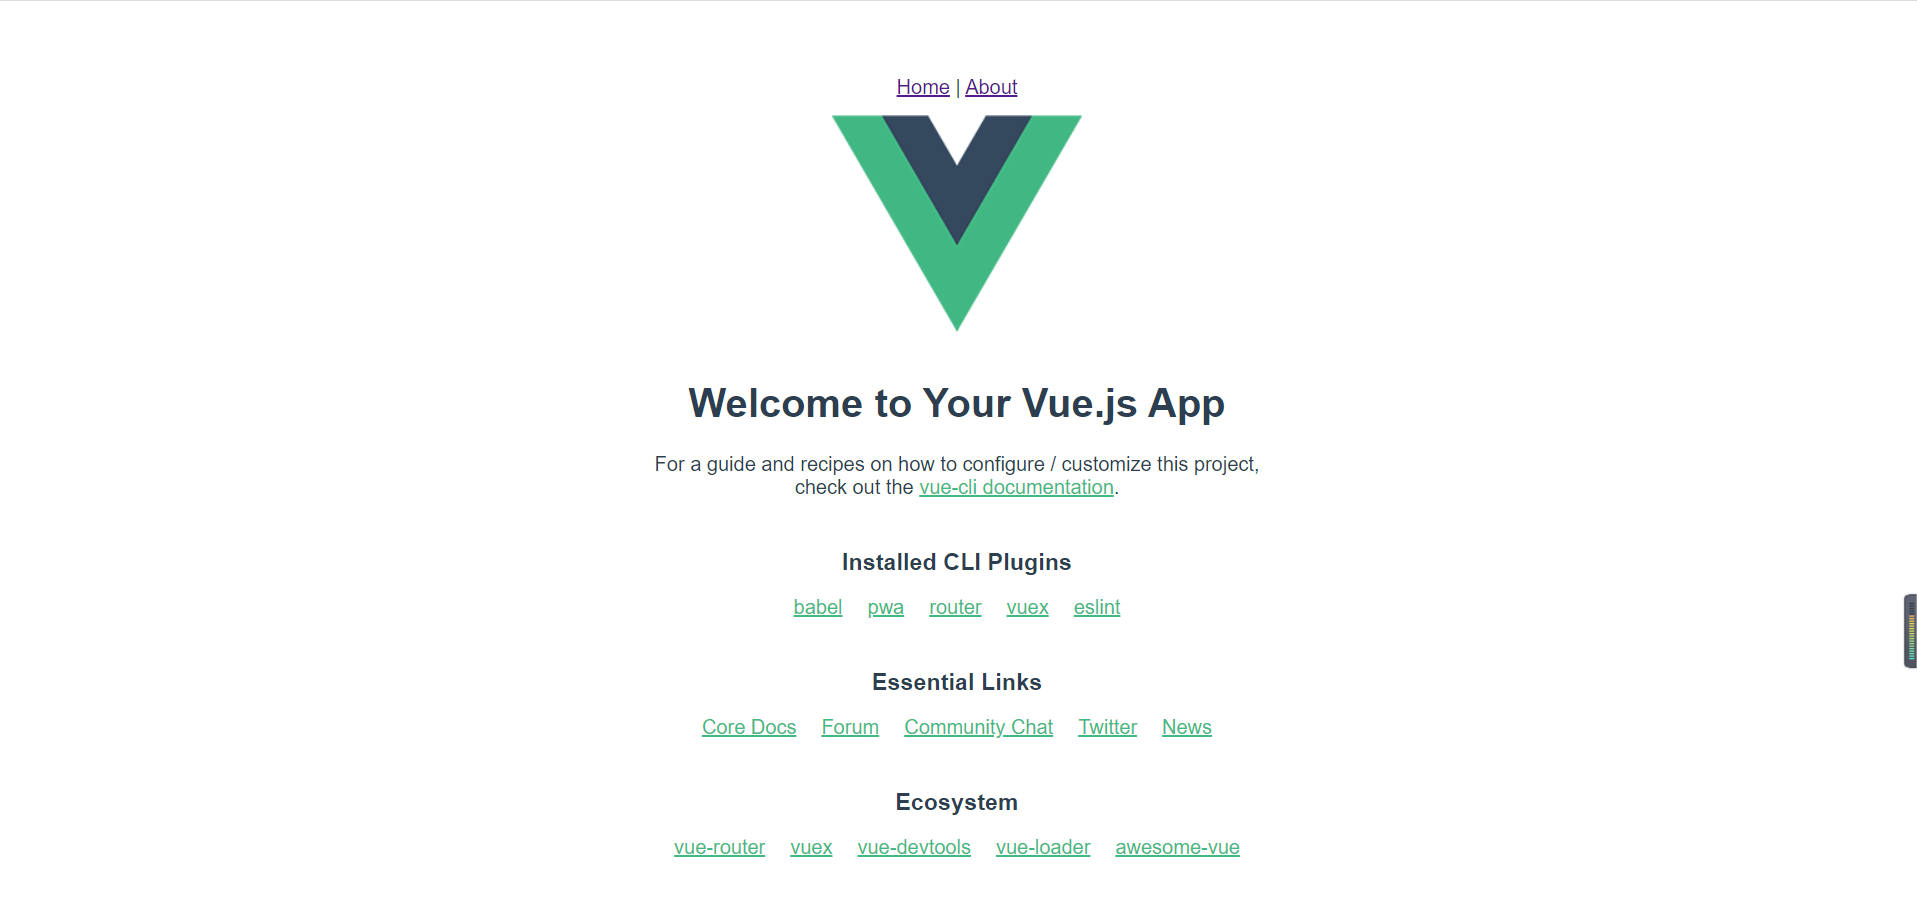 Home | About
Welcome to Your Vue.js App
For a guide and recipes on how to configure / customize this project,
check out the vue-cli documentation.
Installed CLI Plugins
babel pwa router vuex eslint
Essential Links
Core Docs Forum Community Chat Twitter News
Ecosystem
vue-router vuex vue-devtools vue-loader awesome-vue